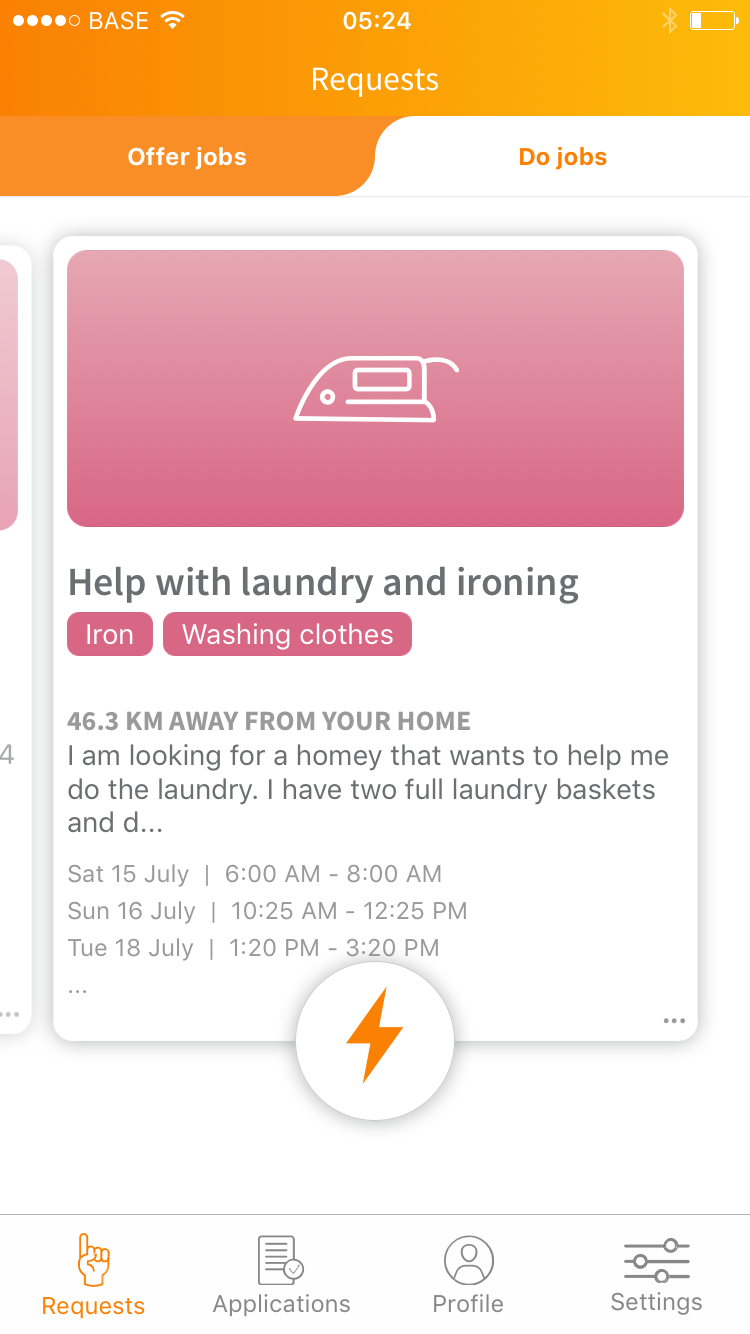 BASE 05:24
Requests
Offer jobs Do jobs
Help with laundry and ironing
Iron Washing clothes
46.3 KM AWAY FROM YOUR HOME
4 I am looking for a homey that wants to help me
do the laundry. I have two full laundry baskets
and d...
Sat 15 July | 6:00 AM - 8:00 AM
Sun 16 July | 10:25 AM - 12:25 PM
Tue 18 July | 1:20 PM - 3:20 PM
...
Requests Applications Profile Settings